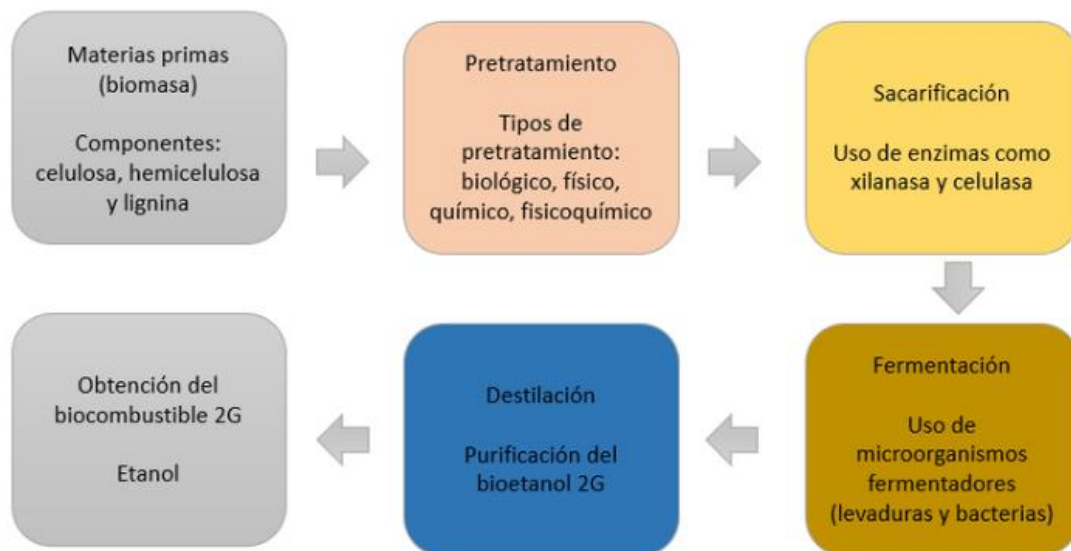 Materias primas
(biomasa)
Componentes:
celulosa, hemicelulosa
y lignina
Pretratamiento
Tipos de
pretratamiento:
biológico, físico,
químico, fisicoquímico
Sacarificación
Uso de enzimas como
xilanasa y celulasa
Fermentación
Uso de
microorganismos
fermentadores
(levaduras y bacterias)
Destilación
Purificación del
bioetanol 2G
Obtención del
biocombustible 2G
Etanol